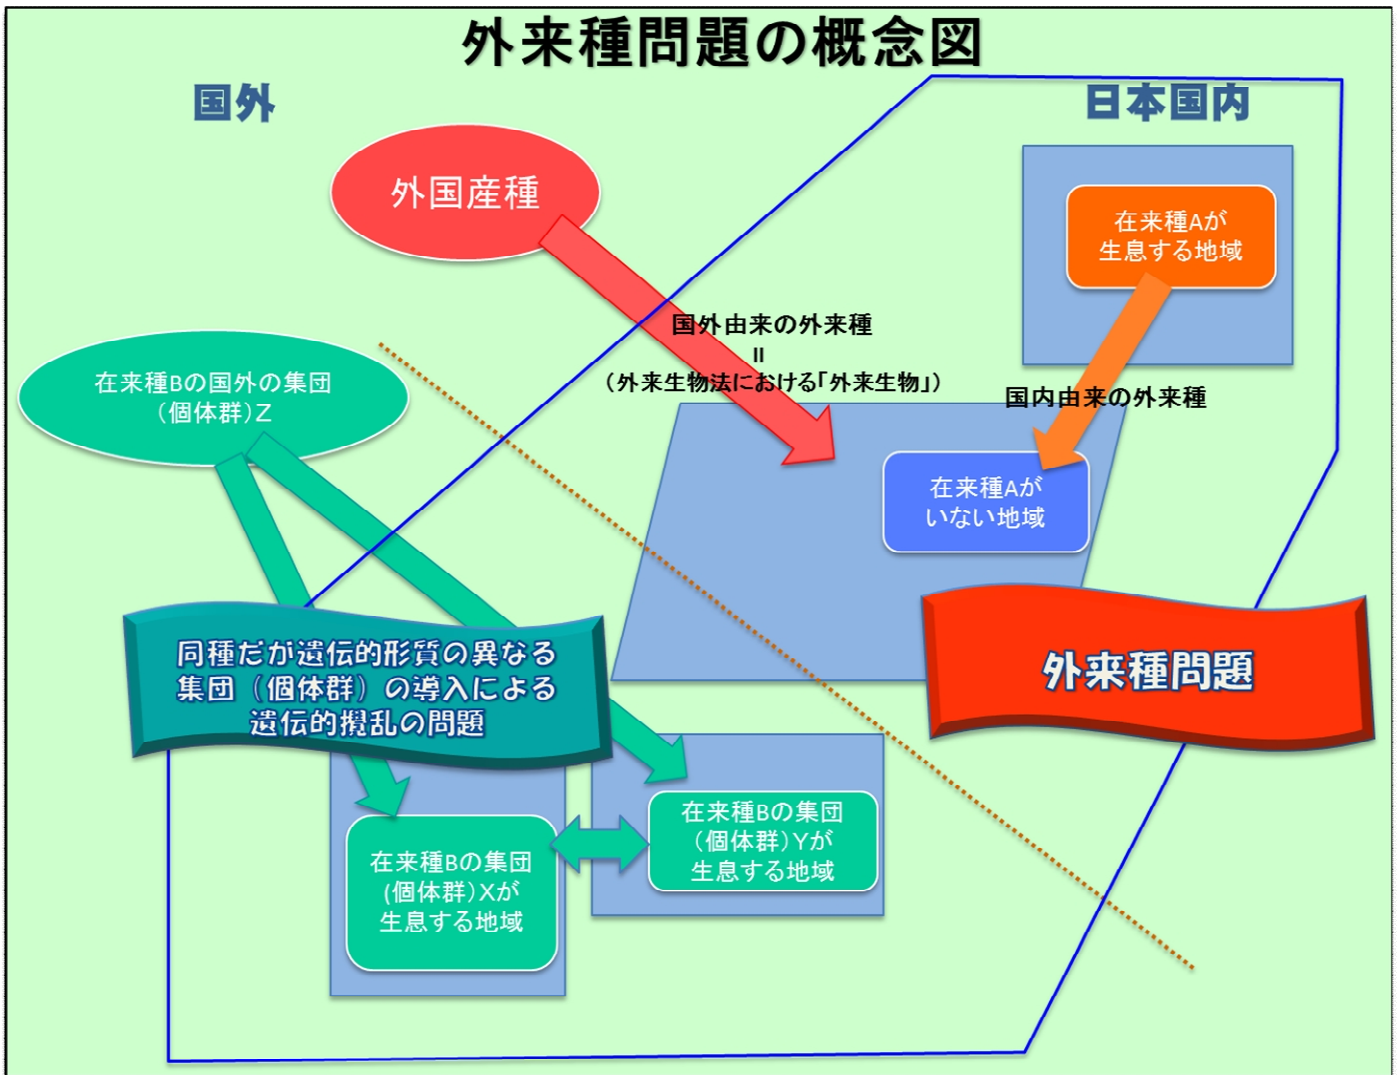 外来種問題の概念図
国外
日本国内
外国産種
在来種Aが
生息する地域
国外由来の外来種
=
（外来生物法における「外来生物」）
国内由来の外来種
在来種Bの国外の集団
（個体群）Z
在来種Aが
いない地域
同種だが遺伝的形質の異なる
集団（個体群）の導入による
遺伝的攪乱の問題
外来種問題
在来種Bの集団
（個体群）Yが
生息する地域
在来種Bの集団
(個体群)Xが
生息する地域